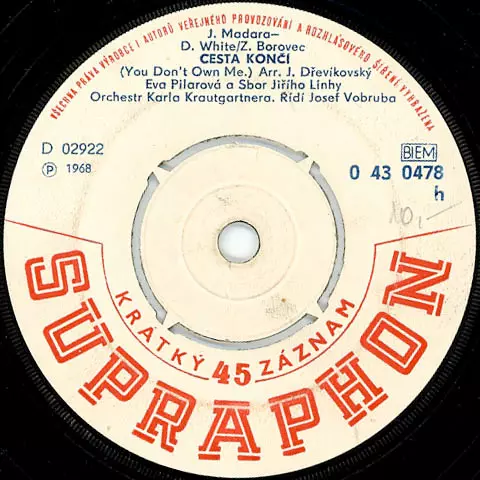 VŠECHNA PRÁVA VÝROBCE I AUTORŮ VEŘEJNÉHO PROVOZOVÁNÍ A ROZHLASOVÉHO ŠÍŘENÍ VYHRAŽENA
J. Madara–
D. White/Z. Borovec
CESTA KONČÍ
(You Don't Own Me.) Arr. J. Dřevikovský
Eva Pilarová a Sbor Jiřího Linhy
Orchestr Karla Krautgartnera. Řídí Josef Vobruba
D 02922
Ⓟ 1968
BIEM
0 43 0478
h
10,–
KRATKÝ 45 ZÁZNAM
SUPRAPHON